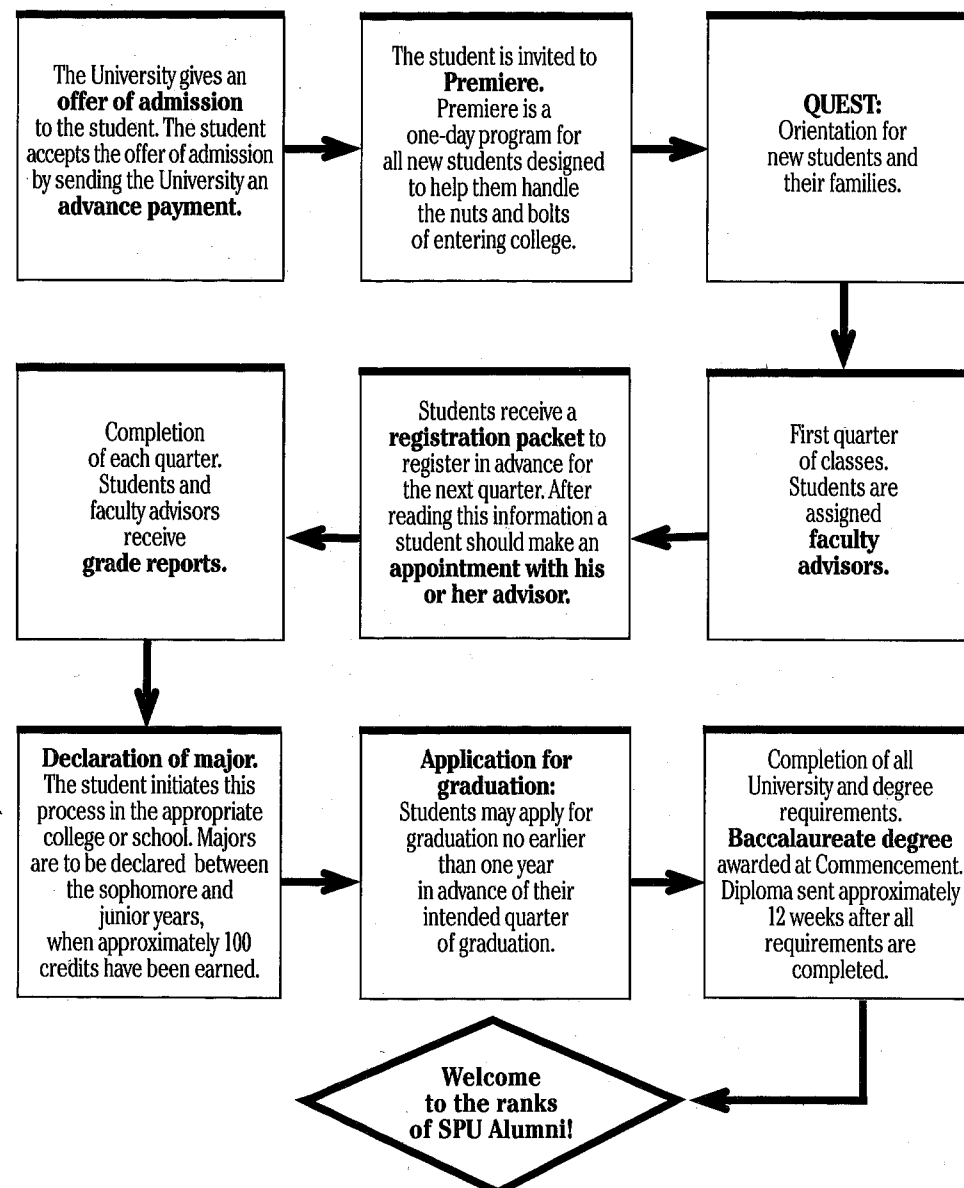 The University gives an
offer of admission
to the student. The student
accepts the offer of admission
by sending the University an
advance payment.
The student is invited to
Premiere.
Premiere is a
one-day program for
all new students designed
to help them handle
the nuts and bolts
of entering college.
QUEST:
Orientation for
new students and
their families.
First quarter
of classes.
Students are
assigned
faculty
advisors.
Students receive a
registration packet to
register in advance for
the next quarter. After
reading this information a
student should make an
appointment with his
or her advisor.
Completion
of each quarter.
Students and
faculty advisors
receive
grade reports.
Declaration of major.
The student initiates this
process in the appropriate
college or school. Majors
are to be declared between
the sophomore and
junior years,
when approximately 100
credits have been earned.
Application for
graduation:
Students may apply for
graduation no earlier
than one year
in advance of their
intended quarter
of graduation.
Completion of all
University and degree
requirements.
Baccalaureate degree
awarded at Commencement.
Diploma sent approximately
12 weeks after all
requirements are
completed.
Welcome
to the ranks
of SPU Alumni!